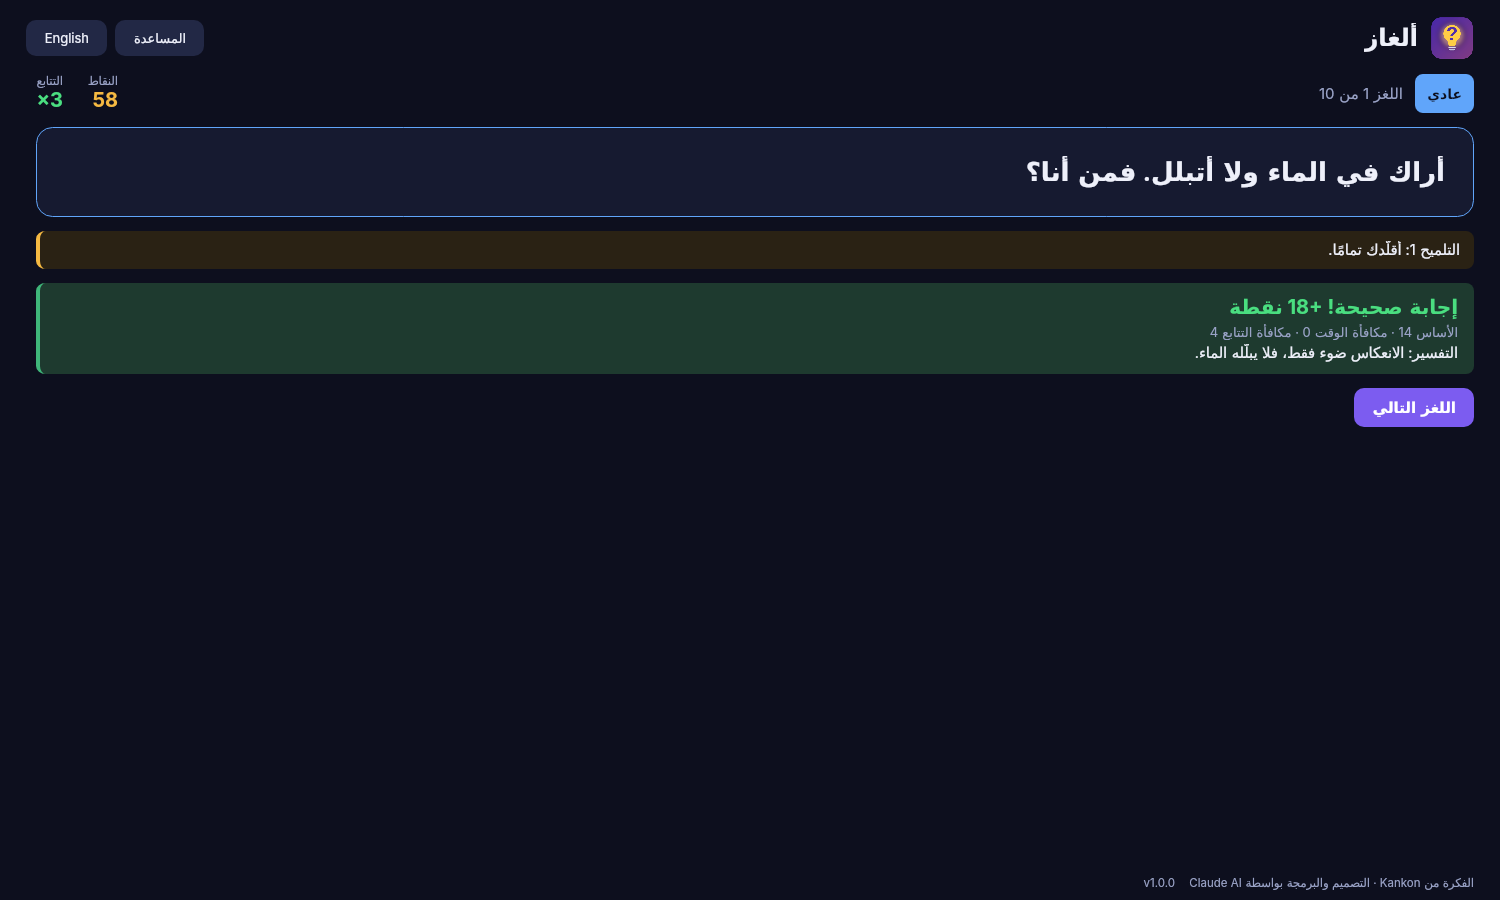 ألغاز
المساعدة
English
عادي
اللغز 1 من 10
النقاط
58
التتابع
×3
أراك في الماء ولا أتبلل. فمن أنا؟
التلميح 1: أقلّدك تمامًا.
إجابة صحيحة! +18 نقطة
الأساس 14 · مكافأة الوقت 0 · مكافأة التتابع 4
التفسير: الانعكاس ضوء فقط، فلا يبلّله الماء.
اللغز التالي
الفكرة من Kankon · التصميم والبرمجة بواسطة Claude AI v1.0.0